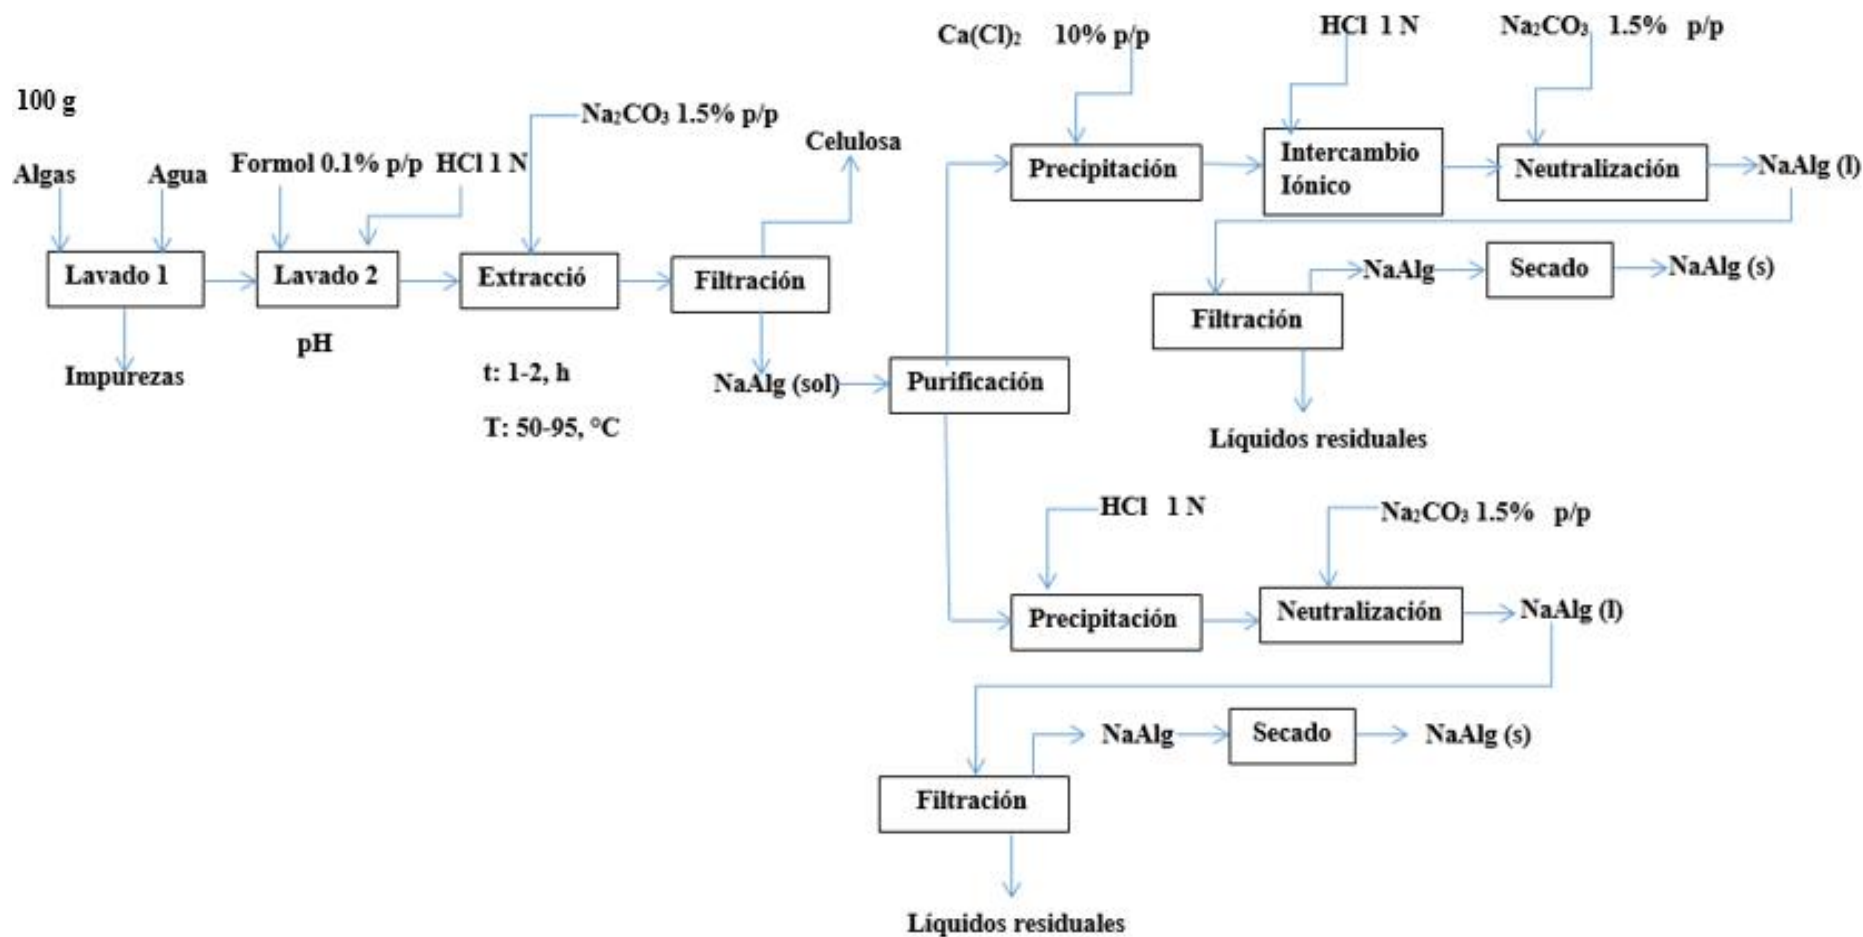 Ca(Cl)₂ 10% p/p
HCl 1 N
Na₂CO₃ 1.5% p/p
100 g
Na₂CO₃ 1.5% p/p
Celulosa
Algas
Agua
Formol 0.1% p/p
HCl 1 N
Precipitación
Intercambio
Iónico
Neutralización
NaAlg (l)
Lavado 1
Lavado 2
Extracció
Filtración
NaAlg
Secado
NaAlg (s)
Filtración
pH
Impurezas
t: 1-2, h
NaAlg (sol)
Purificación
T: 50-95, °C
Líquidos residuales
HCl 1 N
Na₂CO₃ 1.5% p/p
Precipitación
Neutralización
NaAlg (l)
NaAlg
Secado
NaAlg (s)
Filtración
Líquidos residuales